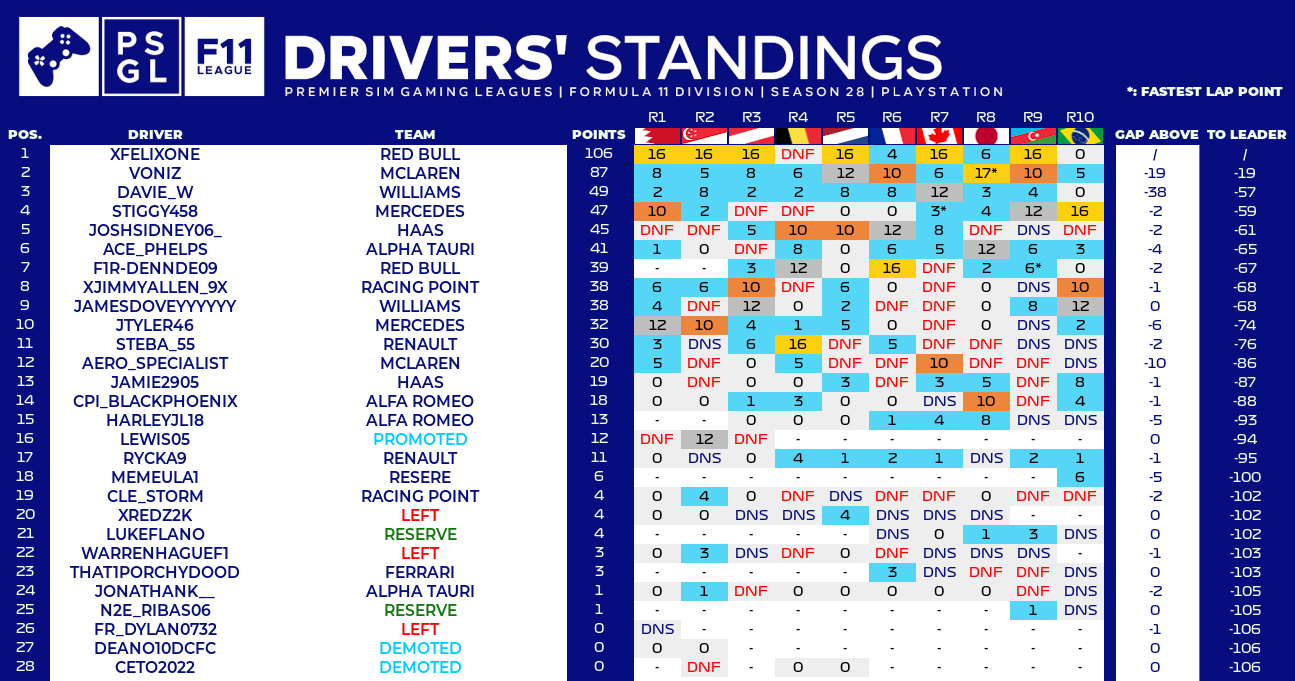 PS
GL
F11
LEAGUE
DRIVERS' STANDINGS
PREMIER SIM GAMING LEAGUES | FORMULA 11 DIVISION | SEASON 28 | PLAYSTATION
*: FASTEST LAP POINT
R1 R2 R3 R4 R5 R6 R7 R8 R9 R10
POS. DRIVER TEAM POINTS GAP ABOVE TO LEADER
1 XFELIXONE RED BULL 106 16 16 16 DNF 16 4 16 6 16 0 / /
2 VONIZ MCLAREN 87 8 5 8 6 12 10 6 17* 10 5 -19 -19
3 DAVIE_W WILLIAMS 49 2 8 2 2 8 8 12 3 4 0 -38 -57
4 STIGGY458 MERCEDES 47 10 2 DNF DNF 0 0 3* 4 12 16 -2 -59
5 JOSHSIDNEY06_ HAAS 45 DNF DNF 5 10 10 12 8 DNF DNS DNF -2 -61
6 ACE_PHELPS ALPHA TAURI 41 1 0 DNF 8 0 6 5 12 6 3 -4 -65
7 F1R-DENNDE09 RED BULL 39 - - 3 12 0 16 DNF 2 6* 0 -2 -67
8 XJIMMYALLEN_9X RACING POINT 38 6 6 10 DNF 6 0 DNF 0 DNS 10 -1 -68
9 JAMESDOVEYYYYYY WILLIAMS 38 4 DNF 12 0 2 DNF DNF 0 8 12 0 -68
10 JTYLER46 MERCEDES 32 12 10 4 1 5 0 DNF 0 DNS 2 -6 -74
11 STEBA_55 RENAULT 30 3 DNS 6 16 DNF 5 DNF DNF DNS DNS -2 -76
12 AERO_SPECIALIST MCLAREN 20 5 DNF 0 5 DNF DNF 10 DNF DNF DNS -10 -86
13 JAMIE2905 HAAS 19 0 DNF 0 0 3 DNF 3 5 DNF 8 -1 -87
14 CPI_BLACKPHOENIX ALFA ROMEO 18 0 0 1 3 0 0 DNS 10 DNF 4 -1 -88
15 HARLEYJL18 ALFA ROMEO 13 - - 0 0 0 1 4 8 DNS DNS -5 -93
16 LEWIS05 PROMOTED 12 DNF 12 DNF - - - - - - - 0 -94
17 RYCKA9 RENAULT 11 0 DNS 0 4 1 2 1 DNS 2 1 -1 -95
18 MEMEULA1 RESERE 6 - - - - - - - - - 6 -5 -100
19 CLE_STORM RACING POINT 4 0 4 0 DNF DNS DNF DNF 0 DNF DNF -2 -102
20 XREDZ2K LEFT 4 0 0 DNS DNS 4 DNS DNS DNS - - 0 -102
21 LUKEFLANO RESERVE 4 - - - - - DNS 0 1 3 DNS 0 -102
22 WARRENHAGUEF1 LEFT 3 0 3 DNS DNF 0 DNF DNS DNS DNS - -1 -103
23 THAT1PORCHYDOOD FERRARI 3 - - - - - 3 DNS DNF DNF DNS 0 -103
24 JONATHANK__ ALPHA TAURI 1 0 1 DNF 0 0 0 0 0 DNF DNS -2 -105
25 N2E_RIBAS06 RESERVE 1 - - - - - - - - 1 DNS 0 -105
26 FR_DYLAN0732 LEFT 0 DNS - - - - - - - - - -1 -106
27 DEANO10DCFC DEMOTED 0 0 0 - - - - - - - - 0 -106
28 CETO2022 DEMOTED 0 - DNF - 0 0 - - - - - 0 -106